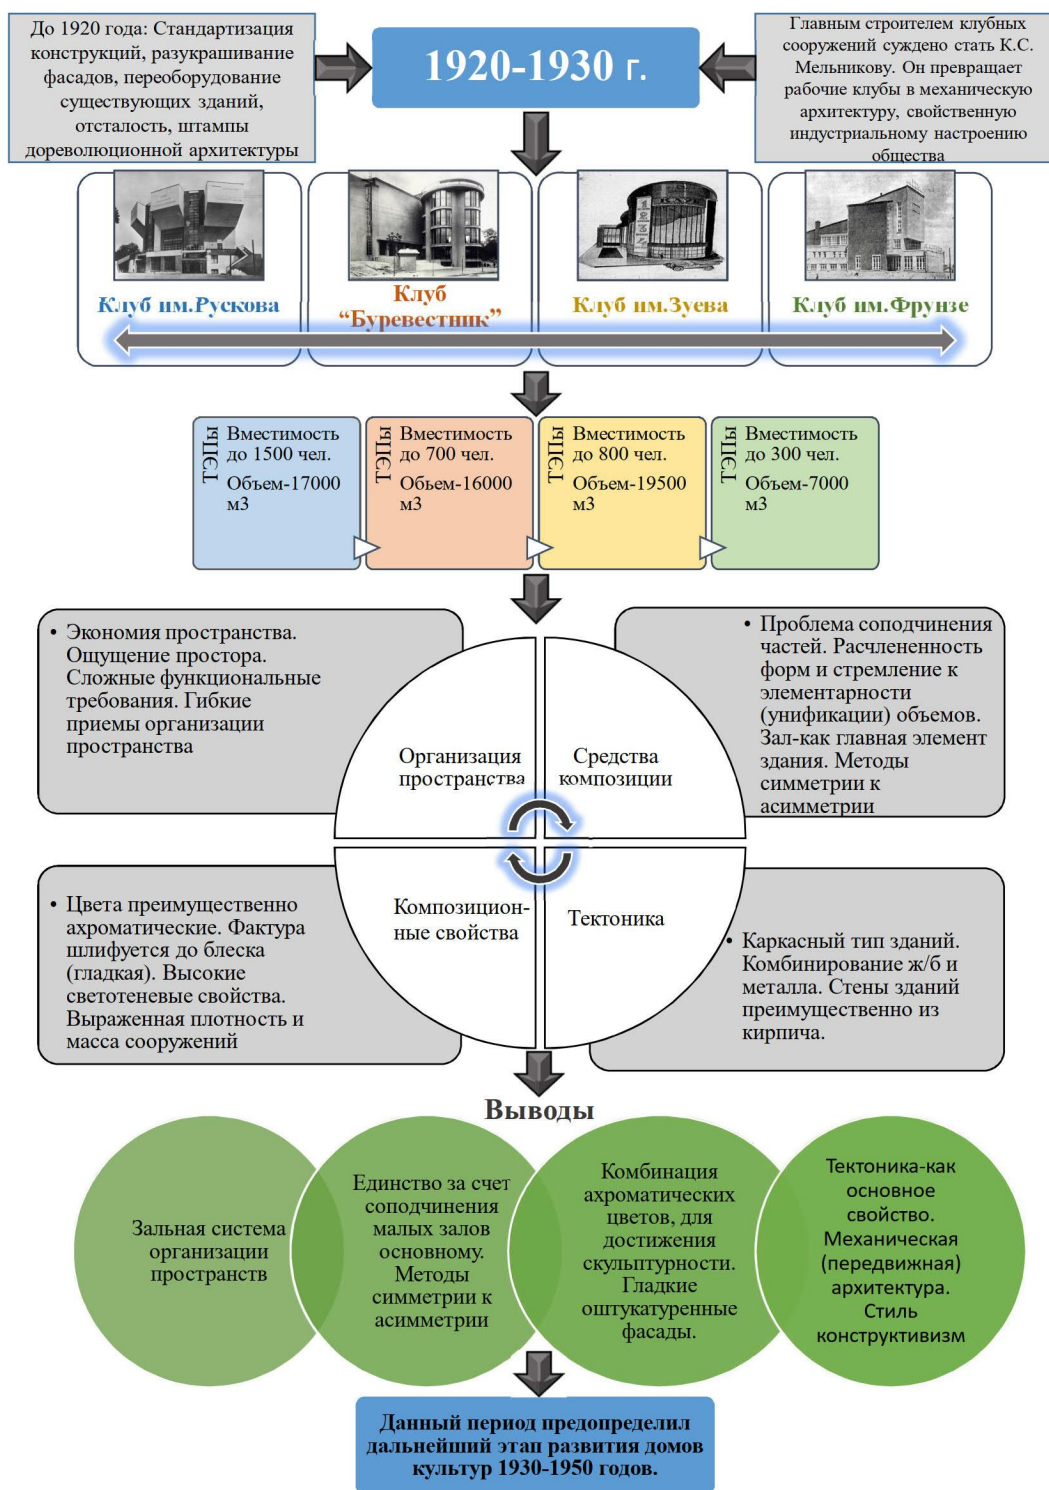 До 1920 года: Стандартизация
конструкций, разукрашивание
фасадов, переоборудование
существующих зданий,
отсталость, штампы
дореволюционной архитектуры
1920-1930 г.
Главным строителем клубных
сооружений суждено стать К.С.
Мельникову. Он превращает
рабочие клубы в механическую
архитектуру, свойственную
индустриальному настроению
общества
Клуб им.Рускова
Клуб
“Буревестник”
Клуб им.Зуева
Клуб им.Фрунзе
ТЭПы
Вместимость
до 1500 чел.
Объем-17000
м3
ТЭПы
Вместимость
до 700 чел.
Обьем-16000
м3
ТЭПы
Вместимость
до 800 чел.
Объем-19500
м3
ТЭПы
Вместимость
до 300 чел.
Объем-7000
м3
• Экономия пространства.
Ощущение простора.
Сложные функциональные
требования. Гибкие
приемы организации
пространства
• Проблема соподчинения
частей. Расчлененность
форм и стремление к
элементарности
(унификации) объемов.
Зал-как главная элемент
здания. Методы
симметрии к
асимметрии
Организация
пространства
Средства
композиции
Композицион-
ные свойства
Тектоника
• Цвета преимущественно
ахроматические. Фактура
шлифуется до блеска
(гладкая). Высокие
светотеневые свойства.
Выраженная плотность и
масса сооружений
• Каркасный тип зданий.
Комбинирование ж/б и
металла. Стены зданий
преимущественно из
кирпича.
Выводы
Зальная система
организации
пространств
Единство за счет
соподчинения
малых залов
основному.
Методы
симметрии к
асимметрии
Комбинация
ахроматических
цветов, для
достижения
скульптурности.
Гладкие
оштукатуренные
фасады.
Тектоника-как
основное
свойство.
Механическая
(передвижная)
архитектура.
Стиль
конструктивизм
Данный период предопределил
дальнейший этап развития домов
культур 1930-1950 годов.